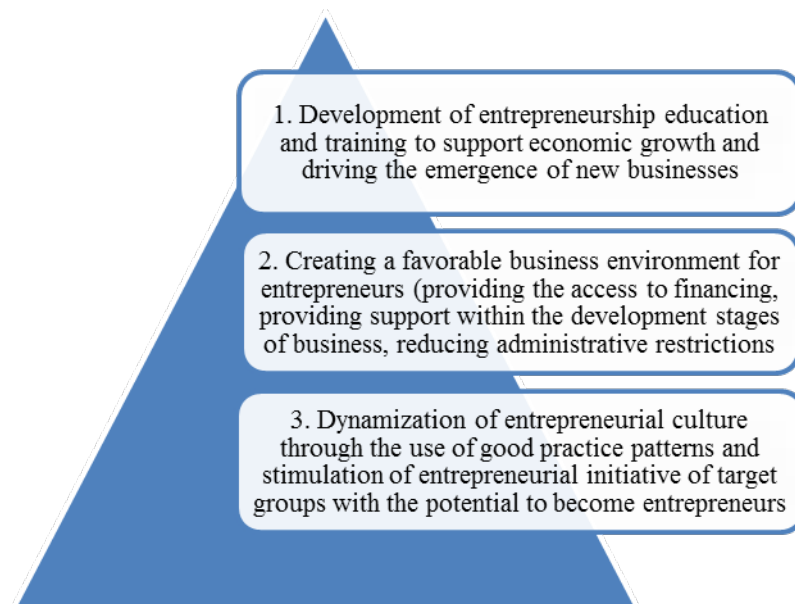 1. Development of entrepreneurship education
and training to support economic growth and
driving the emergence of new businesses
2. Creating a favorable business environment for
entrepreneurs (providing the access to financing,
providing support within the development stages
of business, reducing administrative restrictions
3. Dynamization of entrepreneurial culture
through the use of good practice patterns and
stimulation of entrepreneurial initiative of target
groups with the potential to become entrepreneurs